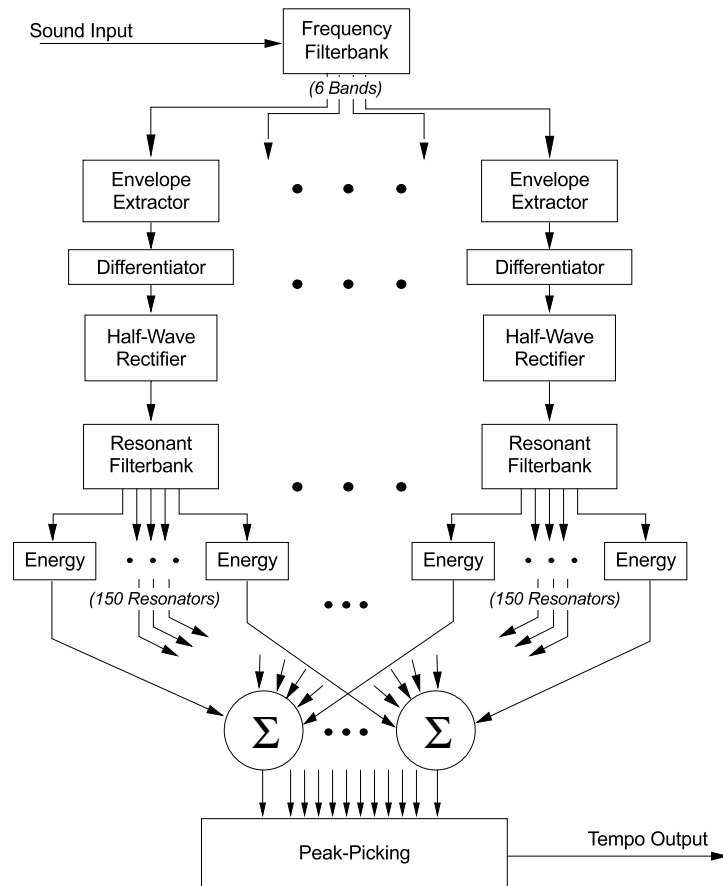 Sound Input
Frequency
Filterbank
(6 Bands)
Envelope
Extractor
Envelope
Extractor
Differentiator
Differentiator
Half-Wave
Rectifier
Half-Wave
Rectifier
Resonant
Filterbank
Resonant
Filterbank
Energy
Energy
Energy
Energy
(150 Resonators)
(150 Resonators)
Σ
Σ
Peak-Picking
Tempo Output